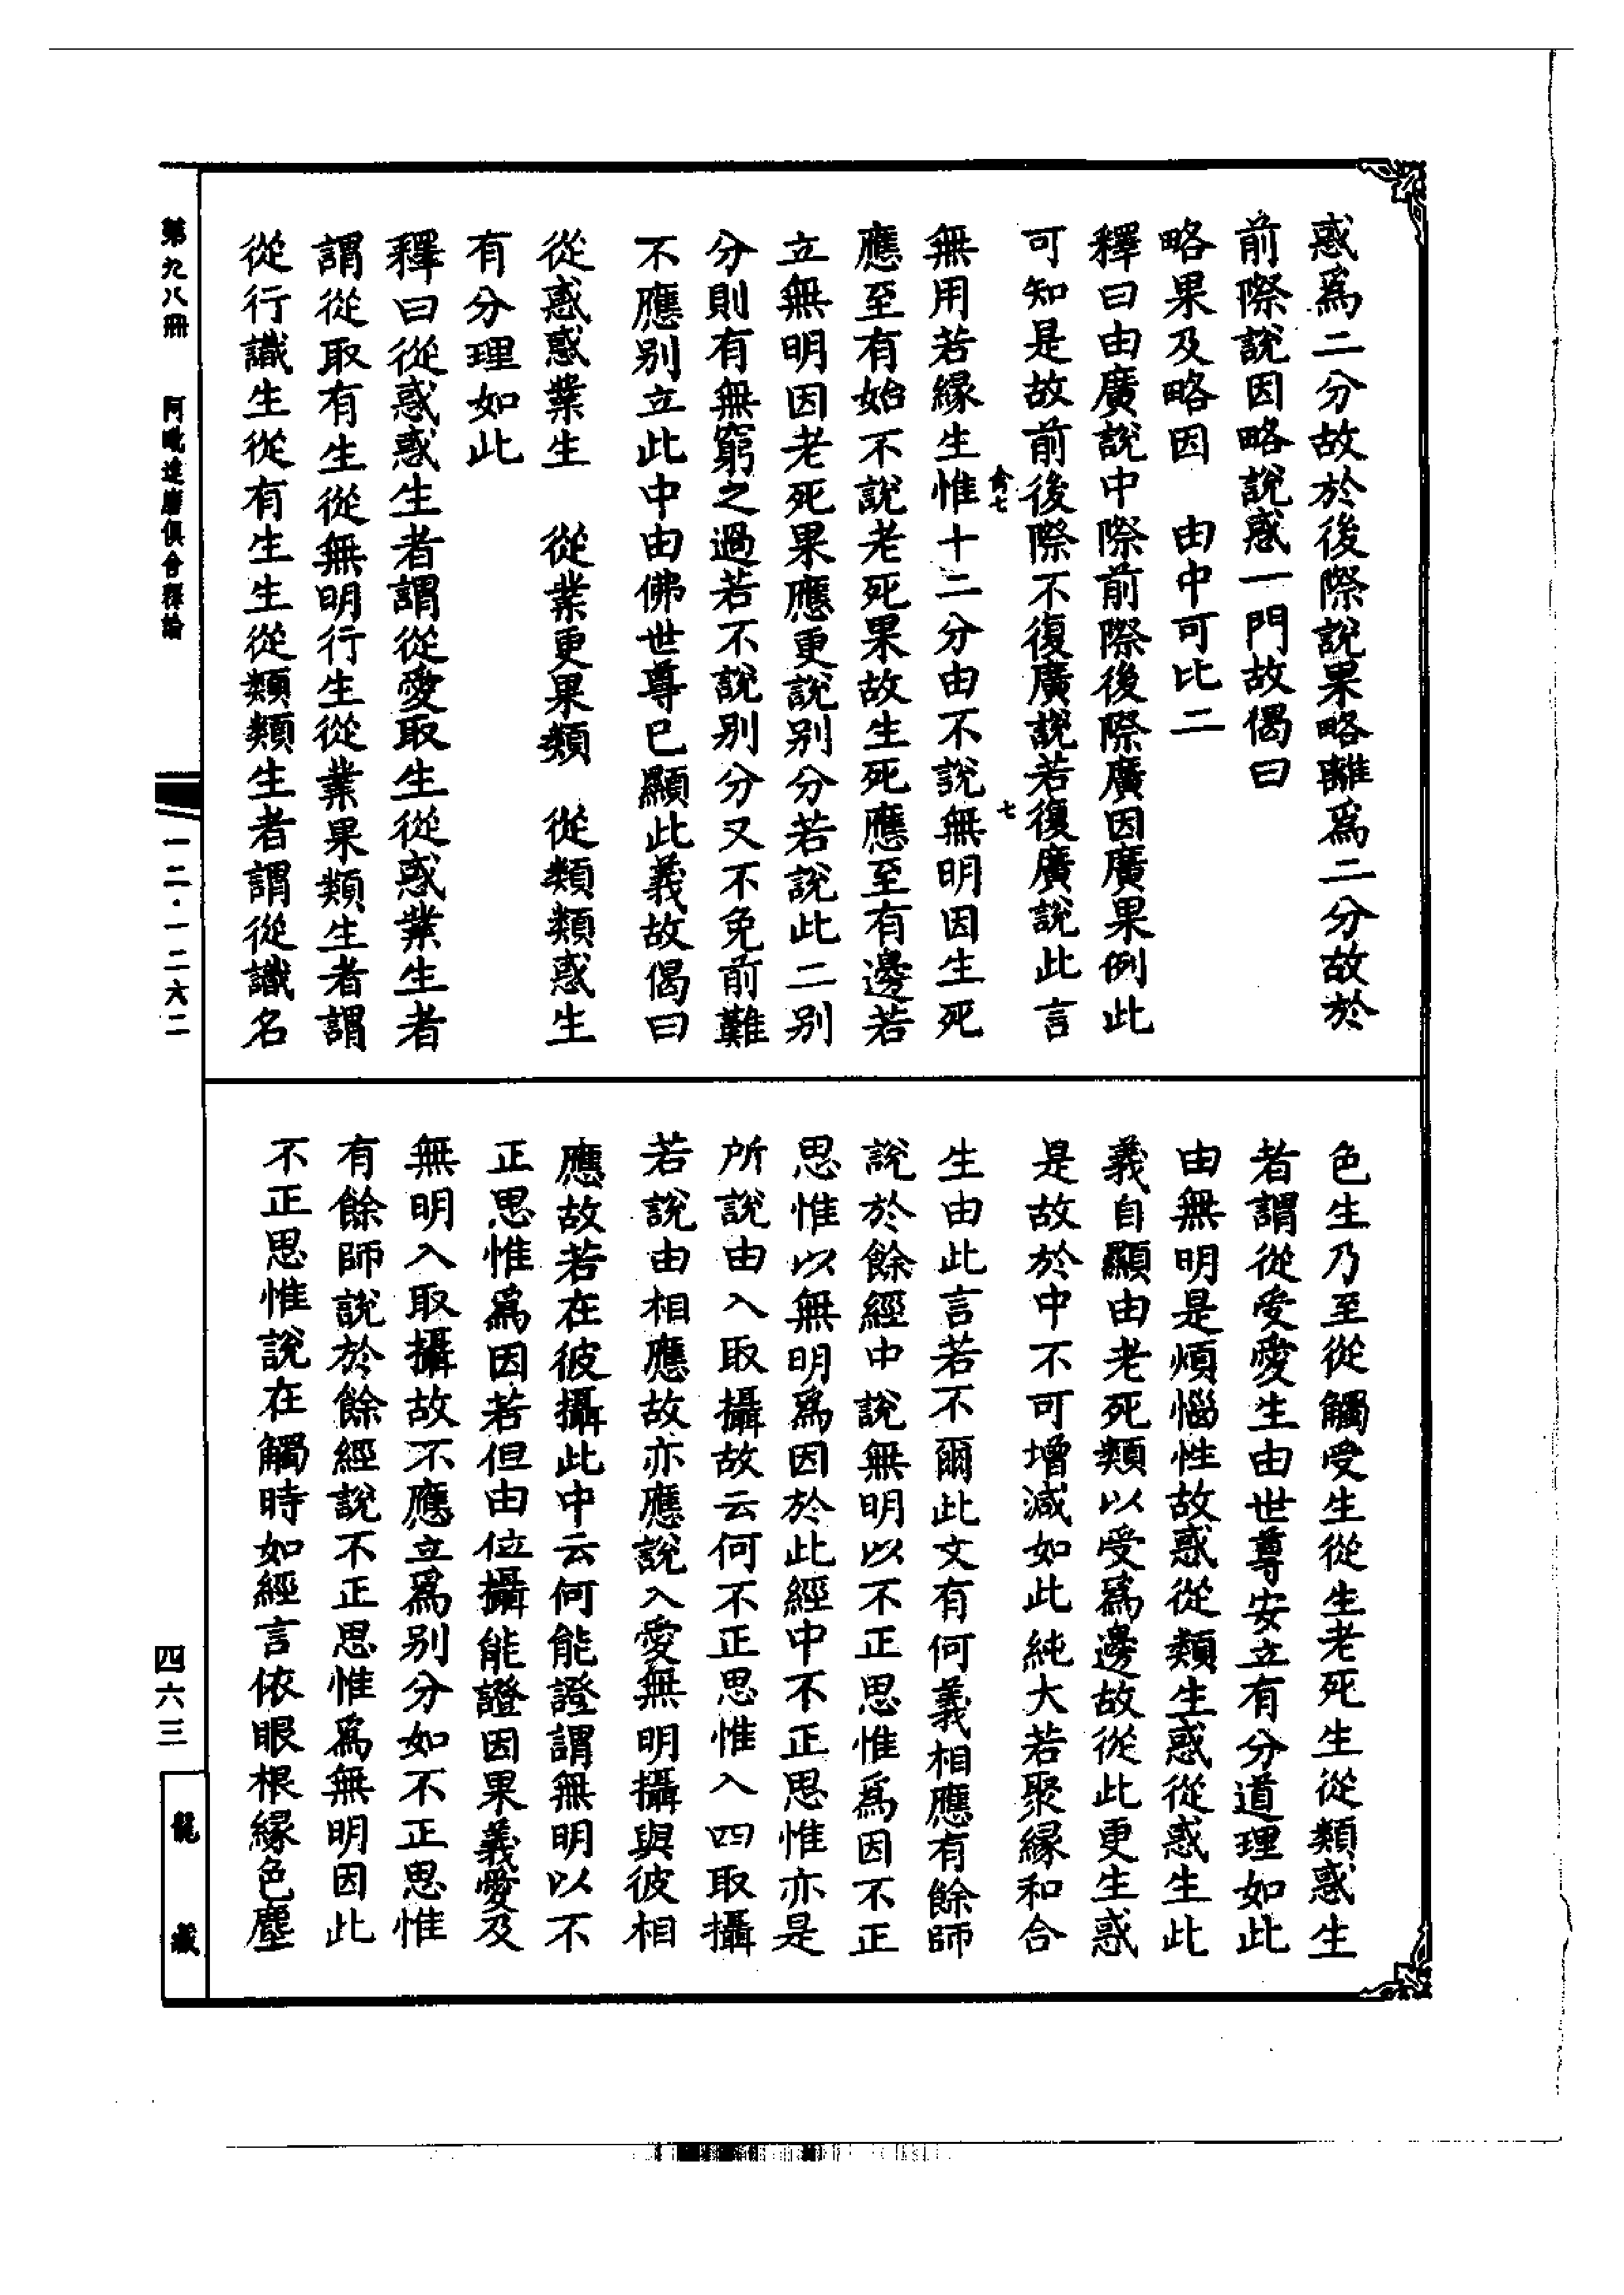 惑為二分故於後際說果略離為二分故於
前際說因略說惑一門故偈曰
略果及略因　由中可比二
釋曰由廣說中際前際後際廣因廣果例此
可知是故前後際不復廣說若復廣說此言
無用若緣生惟十二分由不說無明因生死
應至有始不說老死果故生死應至有邊若
立無明因老死果應更說別分若說此二別
分則有無窮之過若不說別分又不免前難
不應別立此中由佛世尊已顯此義故偈曰
從惑惑業生　從業更果類　從類類惑生
有分理如此
釋曰從惑惑生者謂從愛取生從惑業生者
謂從取有生從無明行生從業果類生者謂
從行識生從有生生從類類生者謂從識名
俞七
七
色生乃至從觸受生從生老死生從類惑生
者謂從受愛生由世尊安立有分道理如此
由無明是煩惱性故惑從類生惑從惑生此
義自顯由老死類以受為邊故從此更生惑
是故於中不可增減如此純大若聚緣和合
生由此言若不爾此文有何義相應有餘師
說於餘經中說無明以不正思惟為因不正
思惟以無明為因於此經中不正思惟亦是
所說由入取攝故云何不正思惟入四取攝
若說由相應故亦應說入愛無明攝與彼相
應故若在彼攝此中云何能證謂無明以不
正思惟為因若但由位攝能證因果義愛及
無明入取攝故不應立為別分如不正思惟
有餘師說於餘經說不正思惟為無明因此
不正思惟說在觸時如經言依眼根緣色塵
第九八冊　阿毗達磨俱舍釋論
一二·一二六二
四六三
龍藏